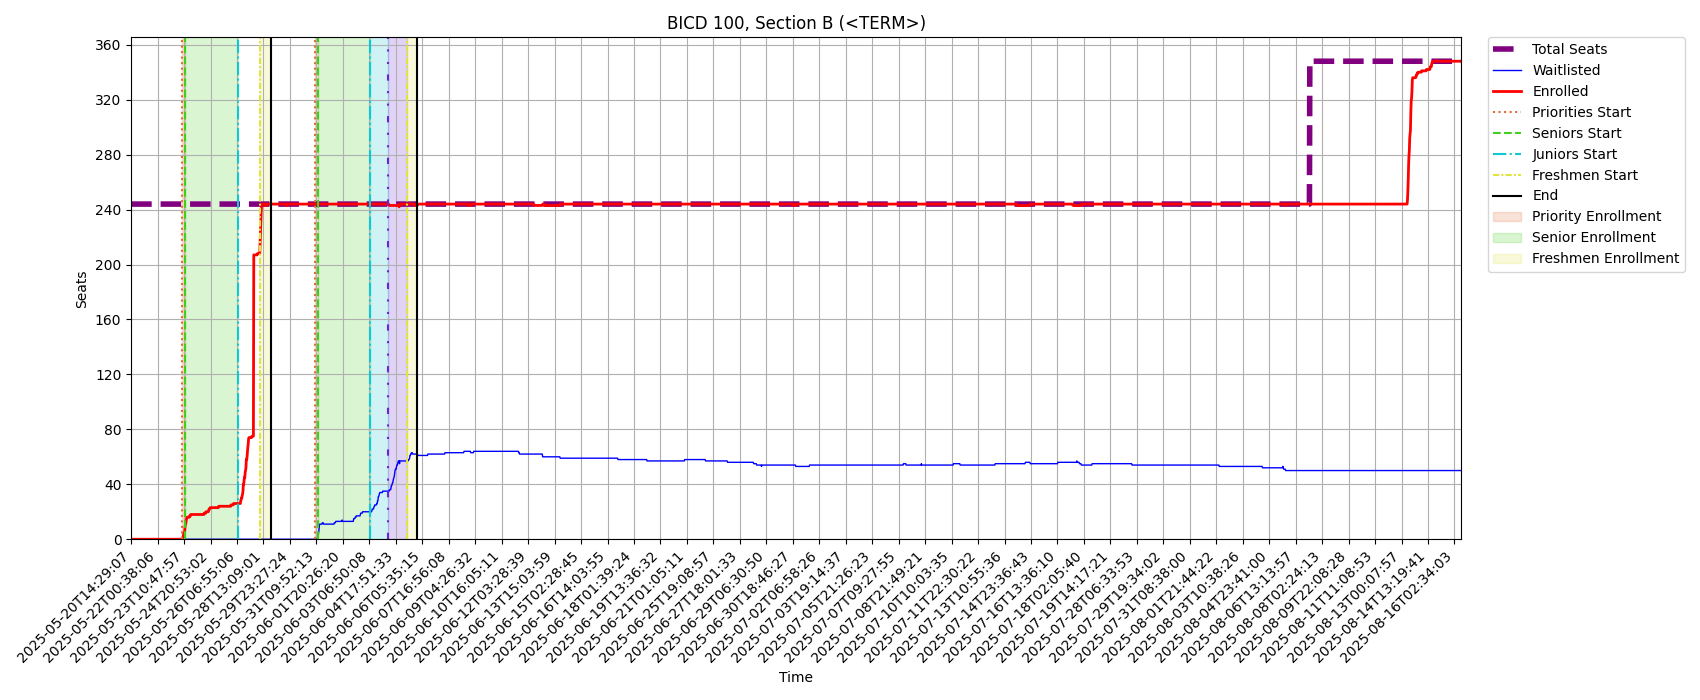 BICD 100, Section B (<TERM>)
Seats
360
320
280
240
200
160
120
80
40
0
2025-05-20T14:29:07
2025-05-22T00:38:06
2025-05-23T10:47:57
2025-05-24T20:53:02
2025-05-26T06:55:06
2025-05-28T13:09:01
2025-05-29T23:27:24
2025-05-31T09:52:13
2025-06-01T20:26:20
2025-06-03T06:50:08
2025-06-04T17:51:33
2025-06-06T05:35:15
2025-06-07T16:56:08
2025-06-09T04:26:32
2025-06-10T16:05:11
2025-06-12T03:28:39
2025-06-13T15:03:59
2025-06-15T02:28:45
2025-06-16T14:03:55
2025-06-18T01:39:24
2025-06-19T13:36:32
2025-06-21T01:05:11
2025-06-25T19:08:57
2025-06-27T18:01:33
2025-06-29T06:30:50
2025-06-30T18:46:27
2025-07-02T06:58:26
2025-07-03T19:14:37
2025-07-05T21:26:23
2025-07-07T09:27:55
2025-07-08T21:49:21
2025-07-10T10:03:35
2025-07-11T22:30:22
2025-07-13T10:55:36
2025-07-14T23:36:43
2025-07-16T13:36:10
2025-07-18T02:05:40
2025-07-19T14:17:21
2025-07-28T06:33:53
2025-07-29T19:34:02
2025-07-31T08:38:00
2025-08-01T21:44:22
2025-08-03T10:38:26
2025-08-04T23:41:00
2025-08-06T13:13:57
2025-08-08T02:24:13
2025-08-09T22:08:28
2025-08-11T11:08:53
2025-08-13T00:07:57
2025-08-14T13:19:41
2025-08-16T02:34:03
Time
Total Seats
Waitlisted
Enrolled
Priorities Start
Seniors Start
Juniors Start
Freshmen Start
End
Priority Enrollment
Senior Enrollment
Freshmen Enrollment